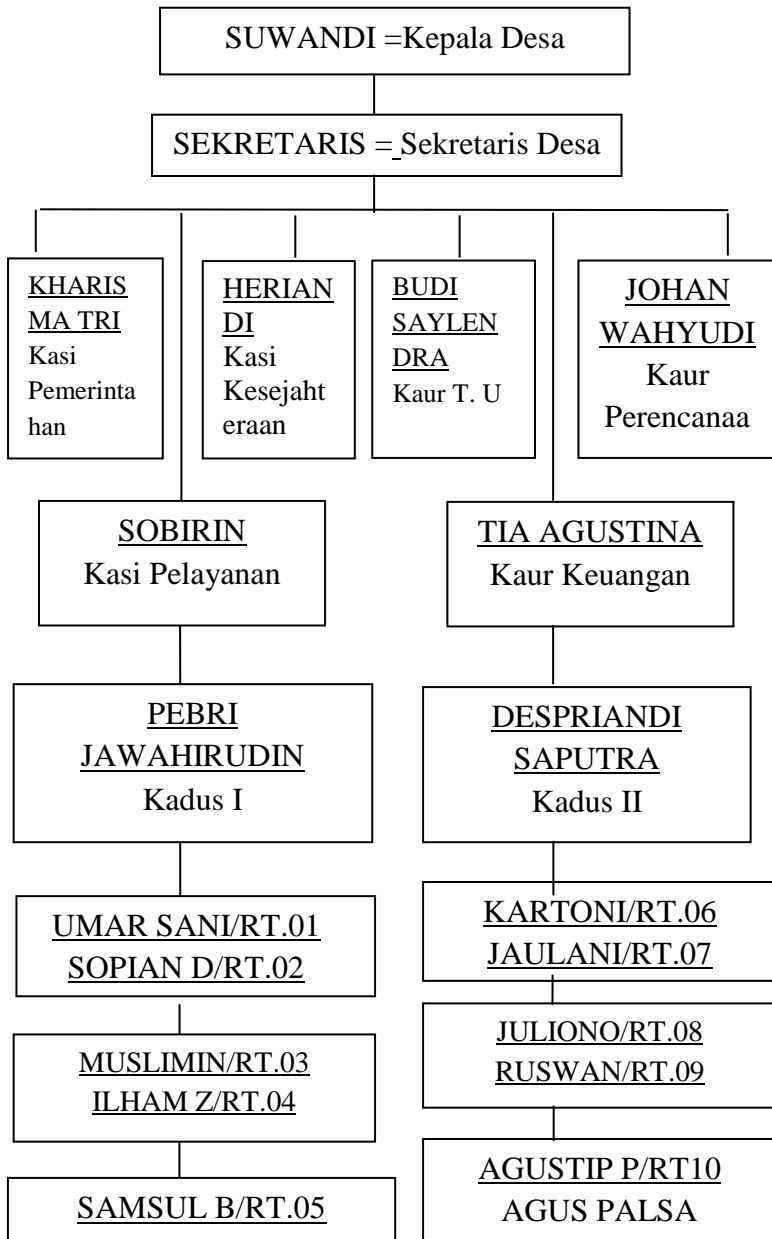 SUWANDI =Kepala Desa
SEKRETARIS = Sekretaris Desa
KHARIS
MA TRI
Kasi
Pemerinta
han
HERIAN
DI
Kasi
Kesejaht
eraan
BUDI
SAYLEN
DRA
Kaur T. U
JOHAN
WAHYUDI
Kaur
Perencanaa
SOBIRIN
Kasi Pelayanan
TIA AGUSTINA
Kaur Keuangan
PEBRI
JAWAHIRUDIN
Kadus I
DESPRIANDI
SAPUTRA
Kadus II
UMAR SANI/RT.01
SOPIAN D/RT.02
KARTONI/RT.06
JAULANI/RT.07
MUSLIMIN/RT.03
ILHAM Z/RT.04
JULIONO/RT.08
RUSWAN/RT.09
SAMSUL B/RT.05
AGUSTIP P/RT10
AGUS PALSA